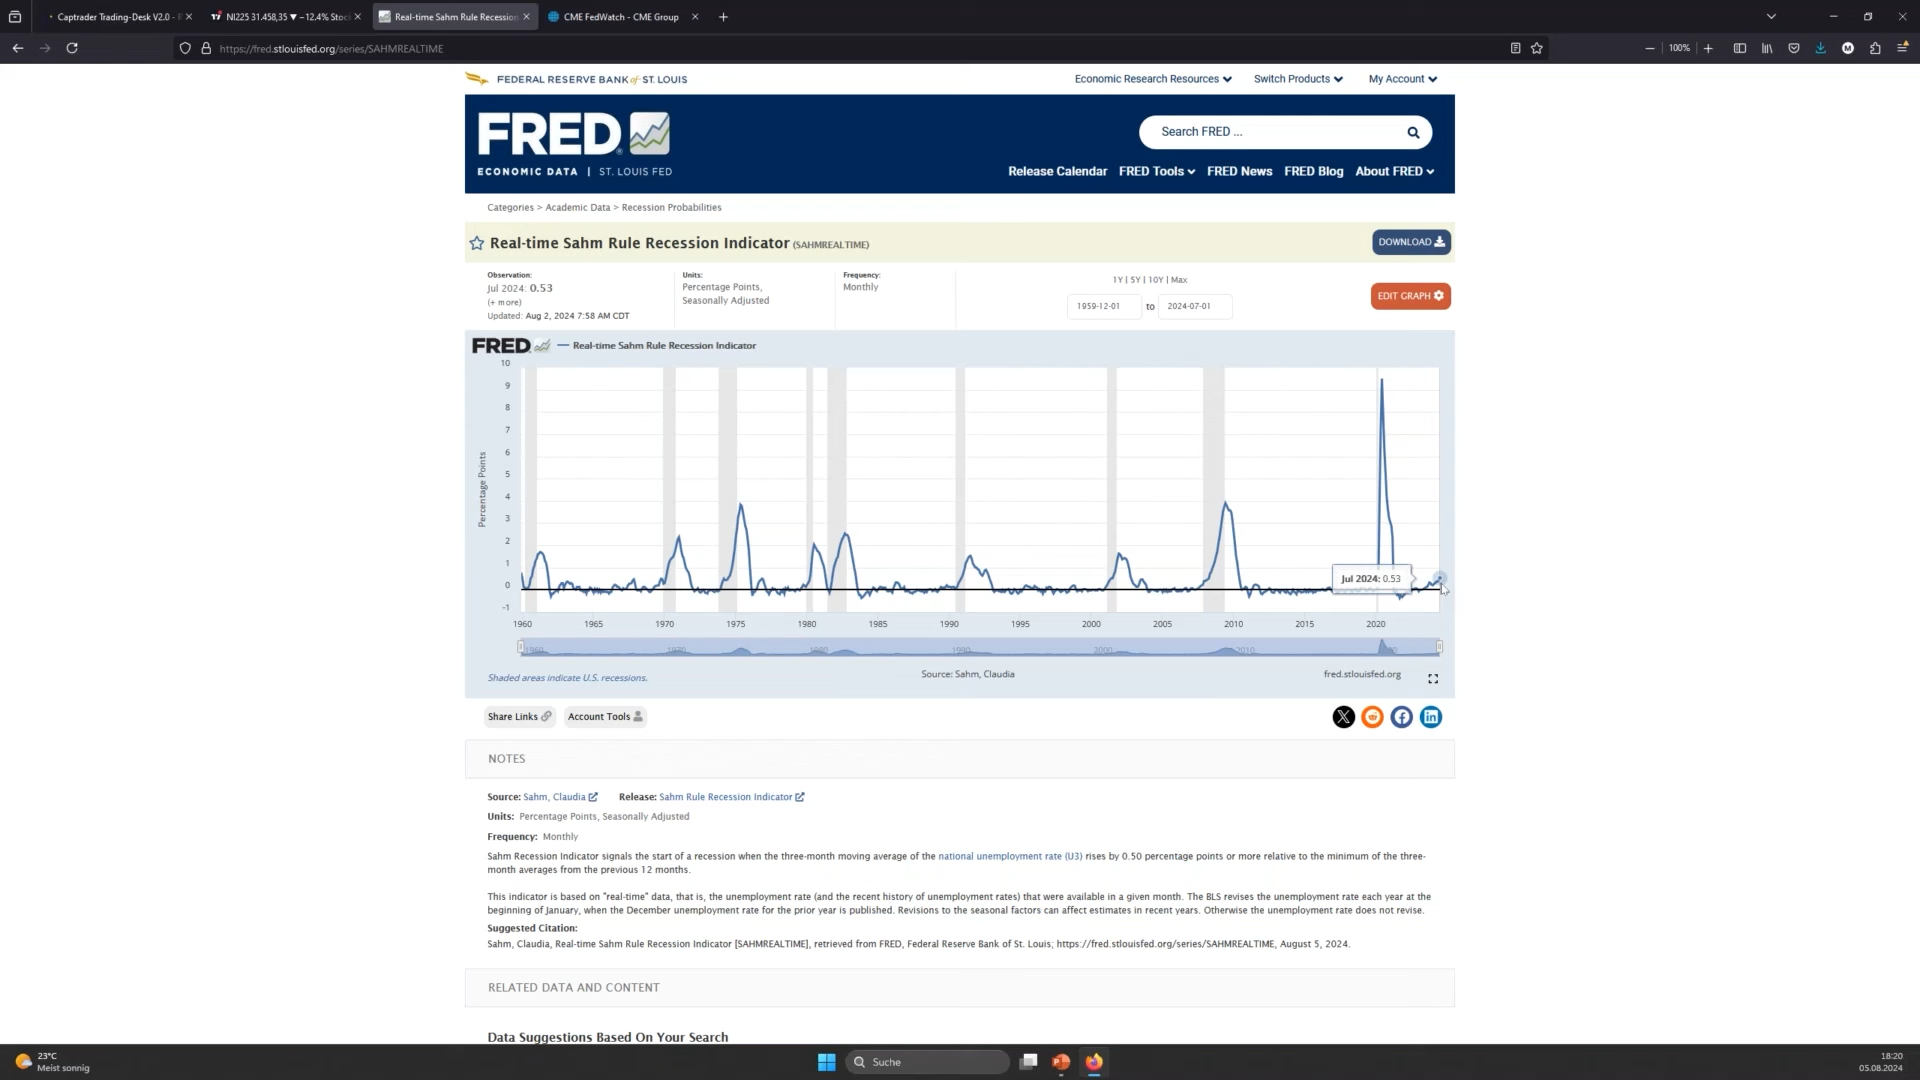 Captrader Trading-Desk V2.0 -
NI225 31.458,35 ▼ −12.4% Stoc
Real-time Sahm Rule Recession
CME FedWatch - CME Group
https://fred.stlouisfed.org/series/SAHMREALTIME
100%
M
FEDERAL RESERVE BANK of ST. LOUIS
Economic Research Resources
Switch Products
My Account
FRED
ECONOMIC DATA | ST. LOUIS FED
Search FRED ...
Release Calendar
FRED Tools
FRED News
FRED Blog
About FRED
Categories > Academic Data > Recession Probabilities
Real-time Sahm Rule Recession Indicator (SAHMREALTIME)
DOWNLOAD
Observation:
Jul 2024: 0.53
(+ more)
Updated: Aug 2, 2024 7:58 AM CDT
Units:
Percentage Points,
Seasonally Adjusted
Frequency:
Monthly
1Y | 5Y | 10Y | Max
1959-12-01 to 2024-07-01
EDIT GRAPH
FRED
Real-time Sahm Rule Recession Indicator
Percentage Points
10
9
8
7
6
5
4
3
2
1
0
-1
Jul 2024: 0.53
1960 1965 1970 1975 1980 1985 1990 1995 2000 2005 2010 2015 2020
1960 1970 1980 1990 2000 2010
Shaded areas indicate U.S. recessions.
Source: Sahm, Claudia
fred.stlouisfed.org
Share Links
Account Tools
NOTES
Source: Sahm, Claudia
Release: Sahm Rule Recession Indicator
Units: Percentage Points, Seasonally Adjusted
Frequency: Monthly
Sahm Recession Indicator signals the start of a recession when the three-month moving average of the national unemployment rate (U3) rises by 0.50 percentage points or more relative to the minimum of the three-
month averages from the previous 12 months.
This indicator is based on "real-time" data, that is, the unemployment rate (and the recent history of unemployment rates) that were available in a given month. The BLS revises the unemployment rate each year at the
beginning of January, when the December unemployment rate for the prior year is published. Revisions to the seasonal factors can affect estimates in recent years. Otherwise the unemployment rate does not revise.
Suggested Citation:
Sahm, Claudia, Real-time Sahm Rule Recession Indicator [SAHMREALTIME], retrieved from FRED, Federal Reserve Bank of St. Louis; https://fred.stlouisfed.org/series/SAHMREALTIME, August 5, 2024.
RELATED DATA AND CONTENT
Data Suggestions Based On Your Search
23°C
Meist sonnig
Suche
18:20
05.08.2024